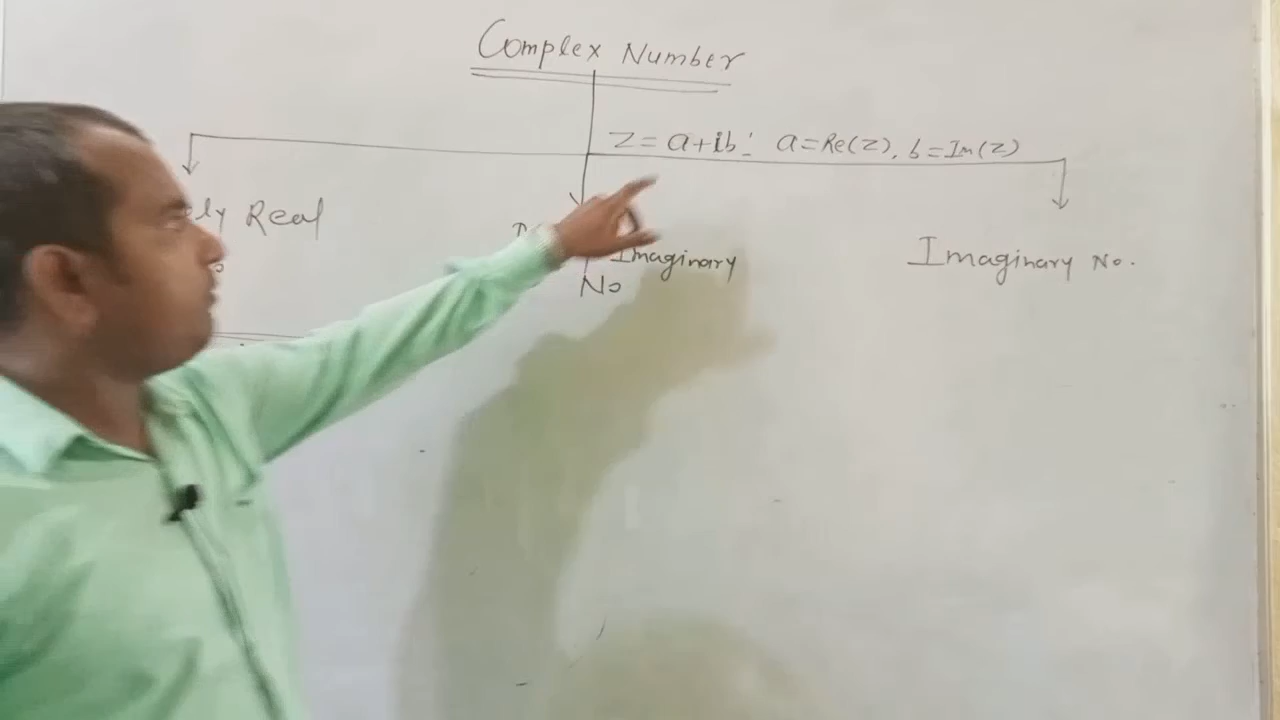 Complex Number
Z = a+ib : a=Re(Z), b=Im(Z)
Real
Imaginary
No
Imaginary No.